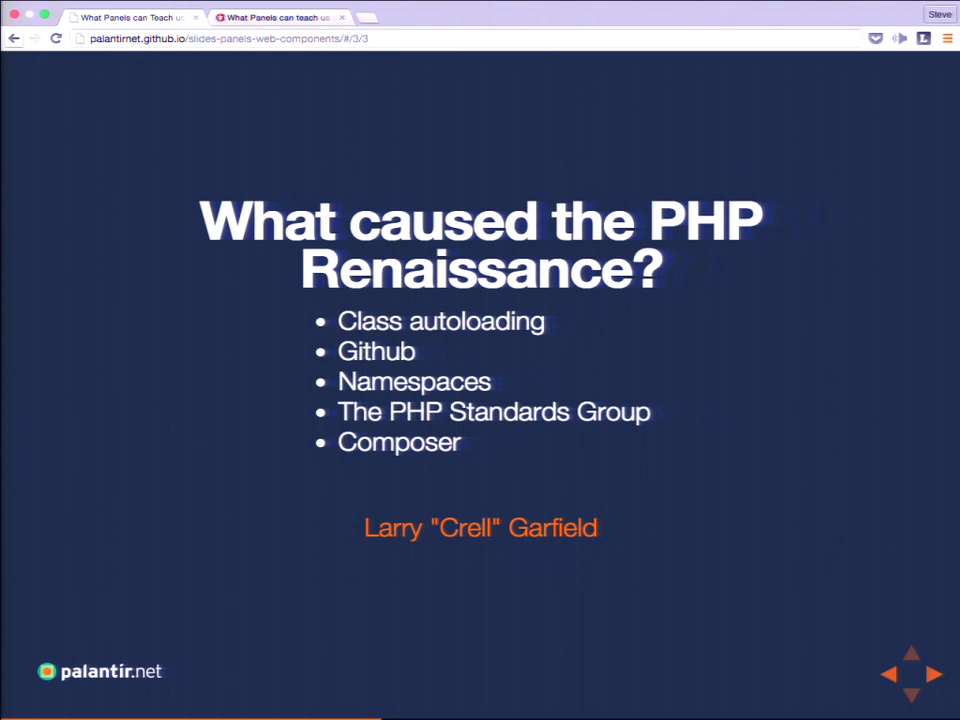 What Panels can Teach us
What Panels can teach us
Steve
palantirnet.github.io/slides-panels-web-components/#/3/3
What caused the PHP
Renaissance?
• Class autoloading
• Github
• Namespaces
• The PHP Standards Group
• Composer
Larry "Crell" Garfield
palantir.net